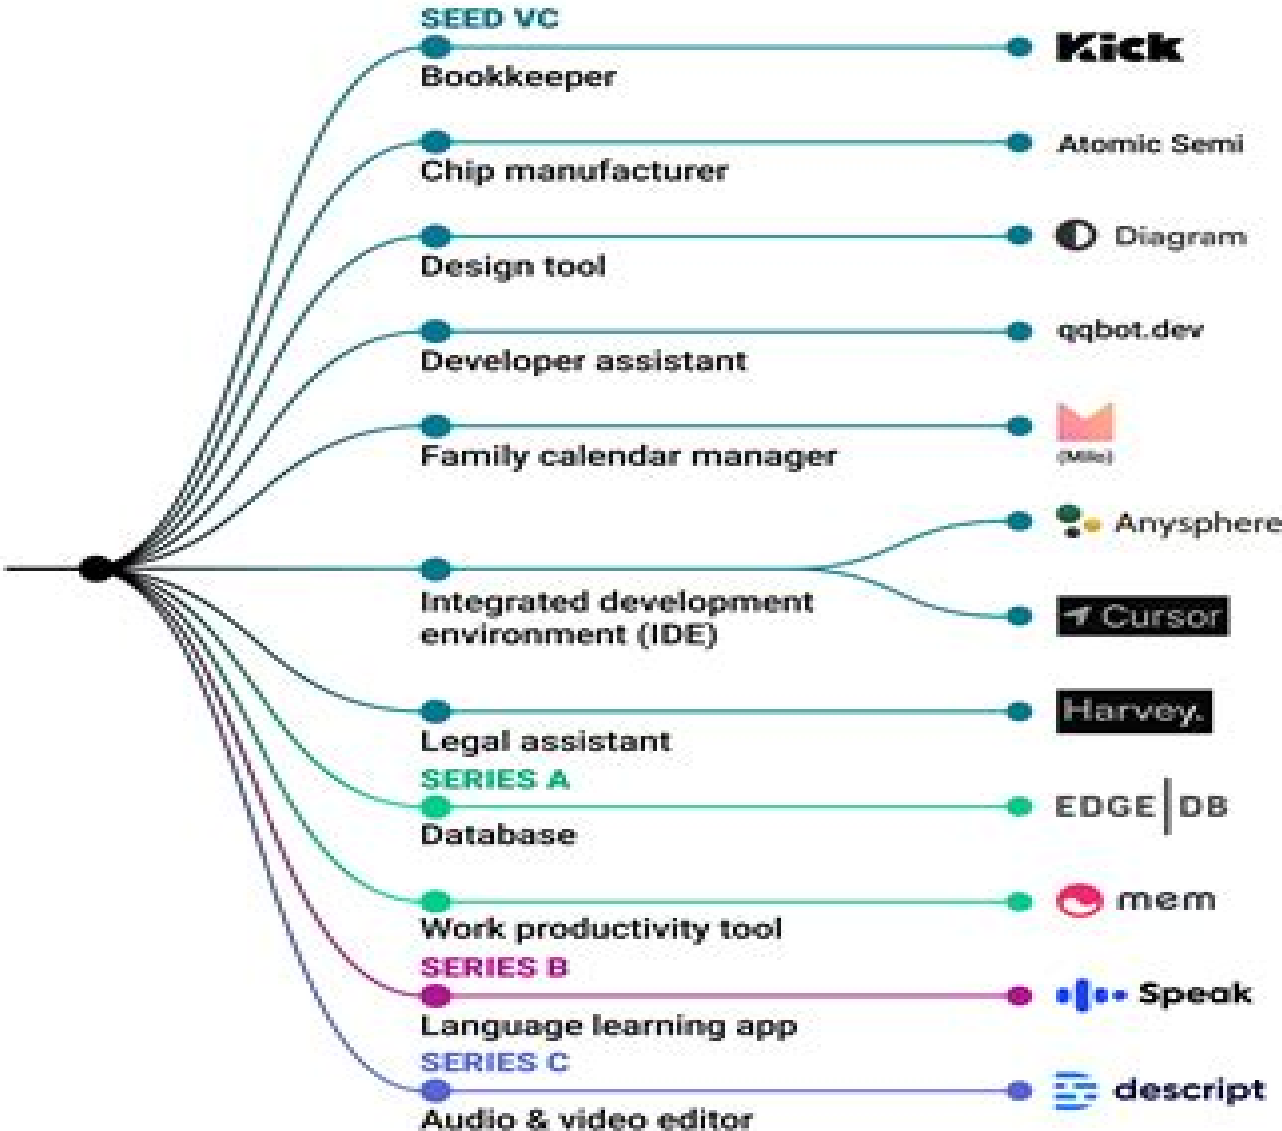 SEED VC
Bookkeeper
Kick
Chip manufacturer
Atomic Semi
Design tool
Diagram
Developer assistant
qqbot.dev
Family calendar manager
(Milo)
Integrated development
environment (IDE)
Anysphere
Cursor
Legal assistant
Harvey.
SERIES A
Database
EDGE|DB
Work productivity tool
mem
SERIES B
Language learning app
Speak
SERIES C
Audio & video editor
descript